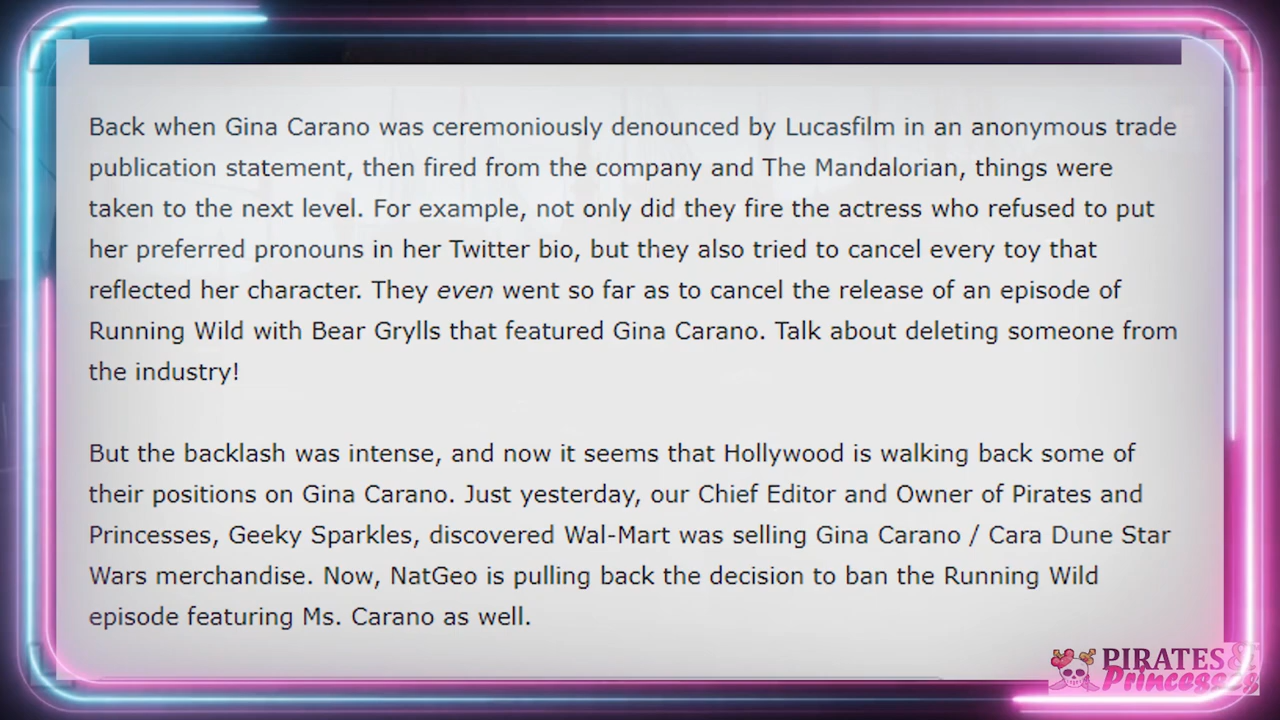 Back when Gina Carano was ceremoniously denounced by Lucasfilm in an anonymous trade
publication statement, then fired from the company and The Mandalorian, things were
taken to the next level. For example, not only did they fire the actress who refused to put
her preferred pronouns in her Twitter bio, but they also tried to cancel every toy that
reflected her character. They even went so far as to cancel the release of an episode of
Running Wild with Bear Grylls that featured Gina Carano. Talk about deleting someone from
the industry!
But the backlash was intense, and now it seems that Hollywood is walking back some of
their positions on Gina Carano. Just yesterday, our Chief Editor and Owner of Pirates and
Princesses, Geeky Sparkles, discovered Wal-Mart was selling Gina Carano / Cara Dune Star
Wars merchandise. Now, NatGeo is pulling back the decision to ban the Running Wild
episode featuring Ms. Carano as well.
PIRATES&
Princesses